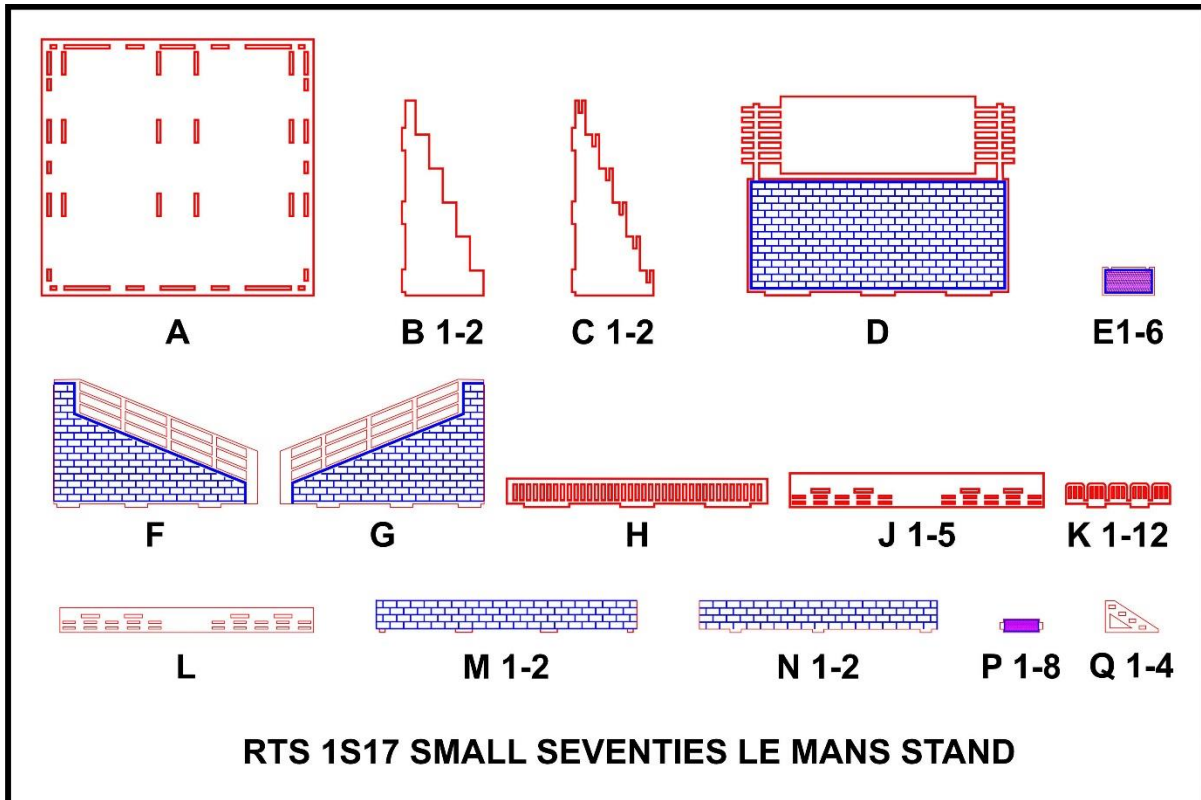 A B 1-2 C 1-2 D E1-6
F G H J 1-5 K 1-12
L M 1-2 N 1-2 P 1-8 Q 1-4
RTS 1S17 SMALL SEVENTIES LE MANS STAND